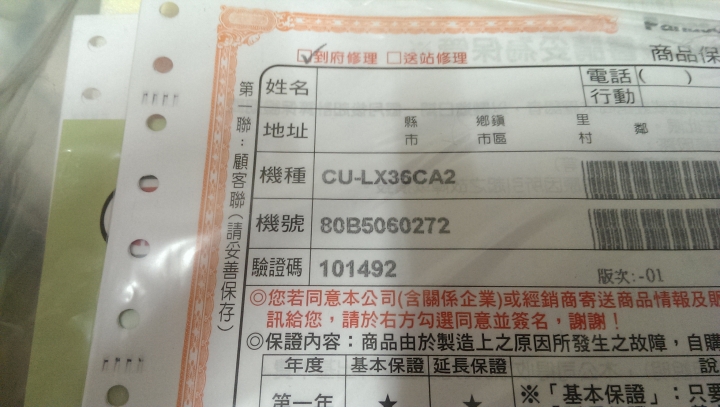 Panasonic
☑到府修理 □送站修理
商品保
第一聯：顧客聯(請妥善保存)
姓名
電話( )
行動
地址 縣 鄉鎮 里 鄰
市 市區 村
機種 CU-LX36CA2
機號 80B5060272
驗證碼 101492
版次:-01
◎您若同意本公司(含關係企業)或經銷商寄送商品情報及
訊給您，請於右方勾選同意並簽名，謝謝！
◎保證內容：商品由於製造上之原因所發生之故障，自購
年度 基本保證 延長保證 說
第一年 ★ ★
※「基本保證」：只要